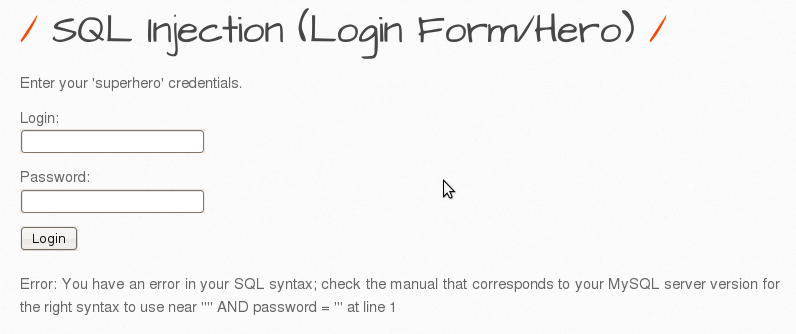 / SQL Injection (Login Form/Hero) /
Enter your 'superhero' credentials.
Login:
Password:
Login
Error: You have an error in your SQL syntax; check the manual that corresponds to your MySQL server version for
the right syntax to use near '''' AND password = ''' at line 1